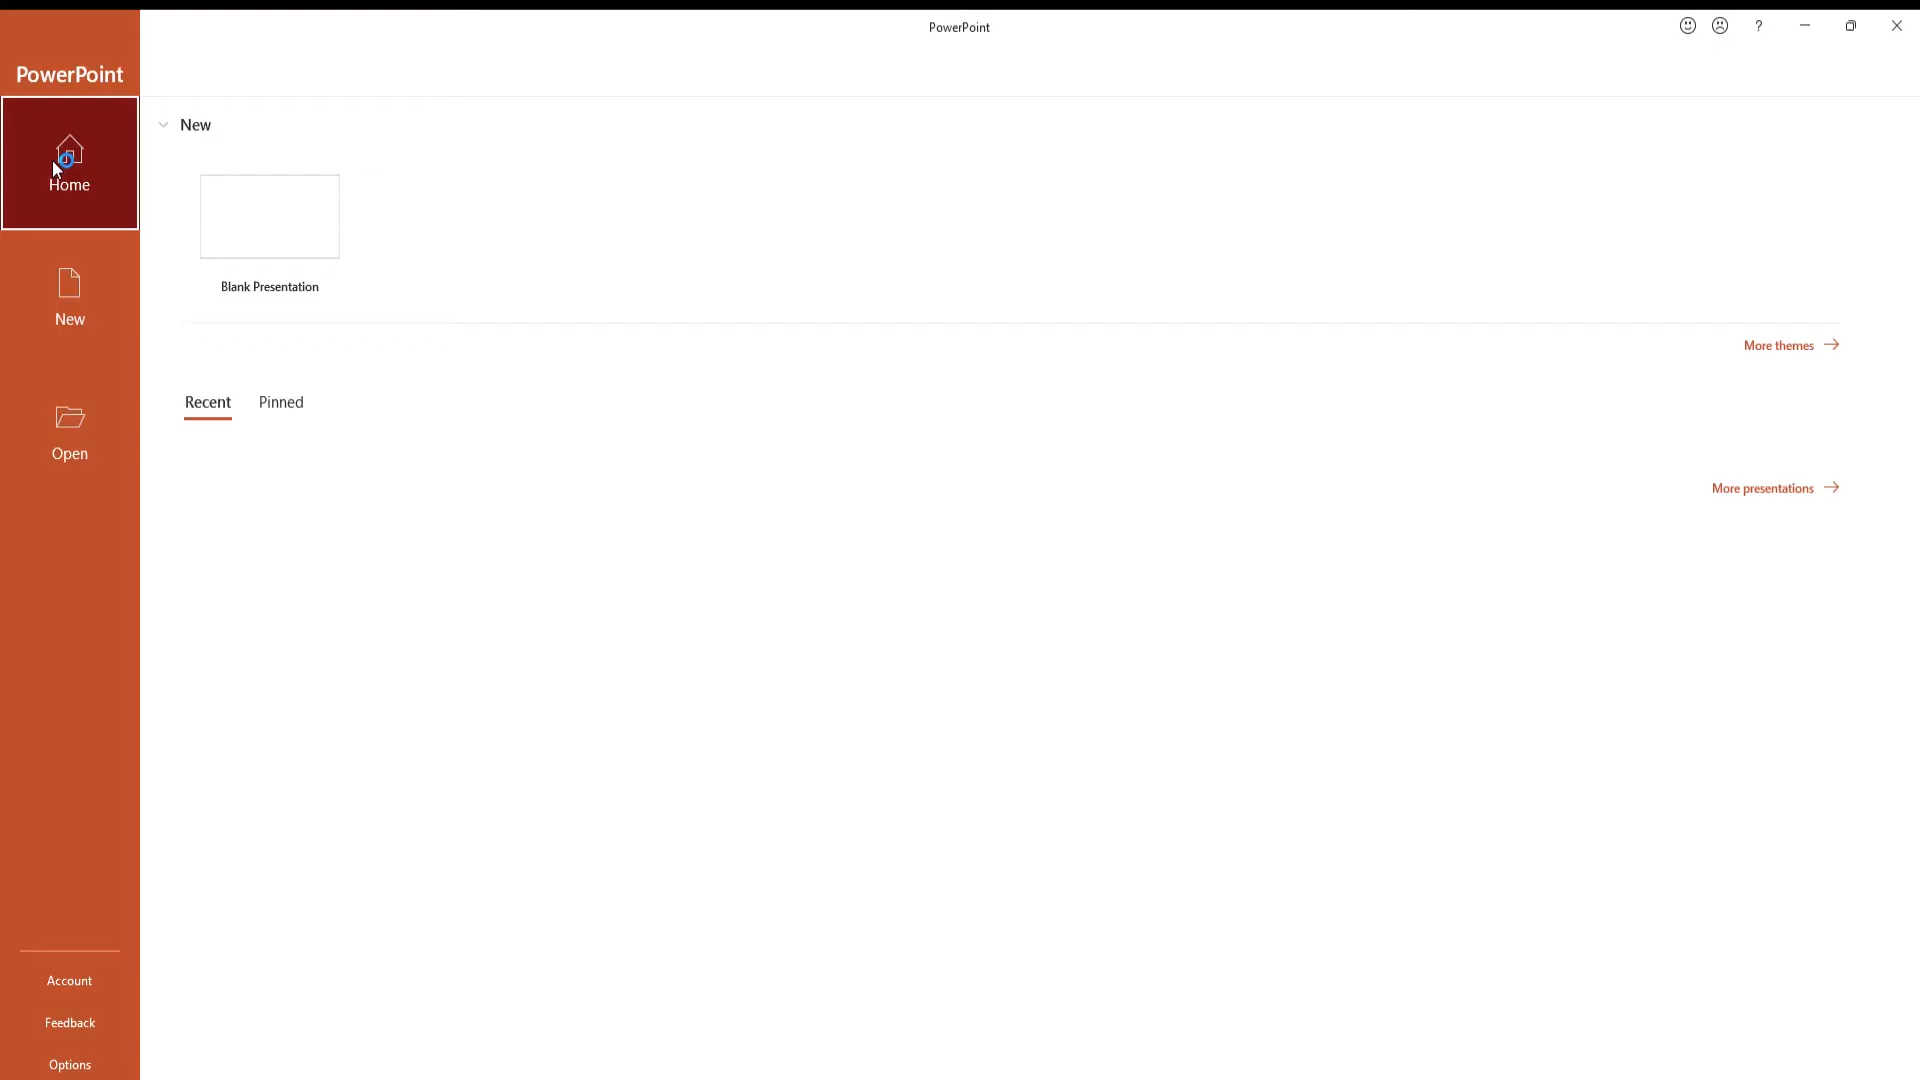 PowerPoint
?
PowerPoint
Home
New
Open
Account
Feedback
Options
New
Blank Presentation
More themes
Recent Pinned
More presentations